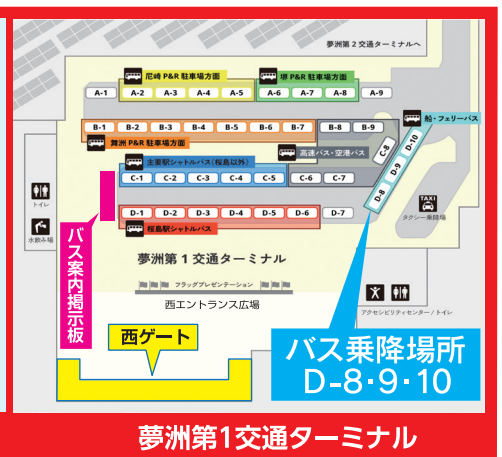 夢洲第2交通ターミナルへ
尼崎 P&R 駐車場方面
堺 P&R 駐車場方面
A-1 A-2 A-3 A-4 A-5 A-6 A-7 A-8 A-9
船・フェリーバス
B-1 B-2 B-3 B-4 B-5 B-6 B-7 B-8 B-9
D-10
舞洲 P&R 駐車場方面
高速バス・空港バス
C-8
D-9
主要駅シャトルバス(桜島以外)
C-1 C-2 C-3 C-4 C-5 C-6 C-7
D-8
TAXI
タクシー乗降場
トイレ
水飲み場
D-1 D-2 D-3 D-4 D-5 D-6 D-7
桜島駅シャトルバス
バス案内掲示板
夢洲第1交通ターミナル
フラッグプレゼンテーション
西エントランス広場
アクセシビリティセンター/トイレ
西ゲート
バス乗降場所
D-8・9・10
夢洲第1交通ターミナル